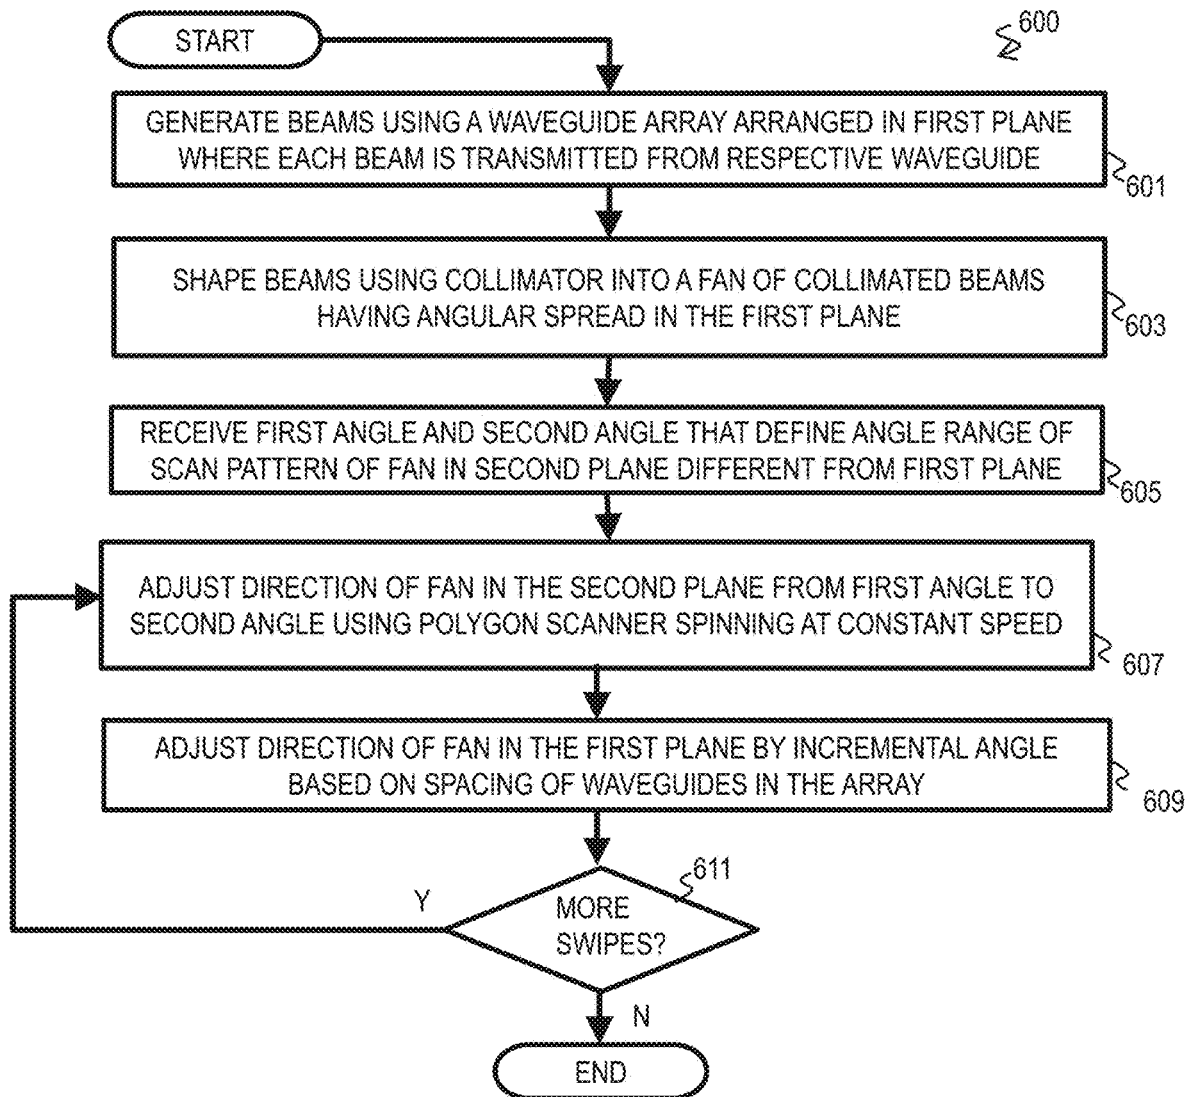 START
600
GENERATE BEAMS USING A WAVEGUIDE ARRAY ARRANGED IN FIRST PLANE
WHERE EACH BEAM IS TRANSMITTED FROM RESPECTIVE WAVEGUIDE
601
SHAPE BEAMS USING COLLIMATOR INTO A FAN OF COLLIMATED BEAMS
HAVING ANGULAR SPREAD IN THE FIRST PLANE
603
RECEIVE FIRST ANGLE AND SECOND ANGLE THAT DEFINE ANGLE RANGE OF
SCAN PATTERN OF FAN IN SECOND PLANE DIFFERENT FROM FIRST PLANE
605
ADJUST DIRECTION OF FAN IN THE SECOND PLANE FROM FIRST ANGLE TO
SECOND ANGLE USING POLYGON SCANNER SPINNING AT CONSTANT SPEED
607
ADJUST DIRECTION OF FAN IN THE FIRST PLANE BY INCREMENTAL ANGLE
BASED ON SPACING OF WAVEGUIDES IN THE ARRAY
609
611
Y
MORE
SWIPES?
N
END